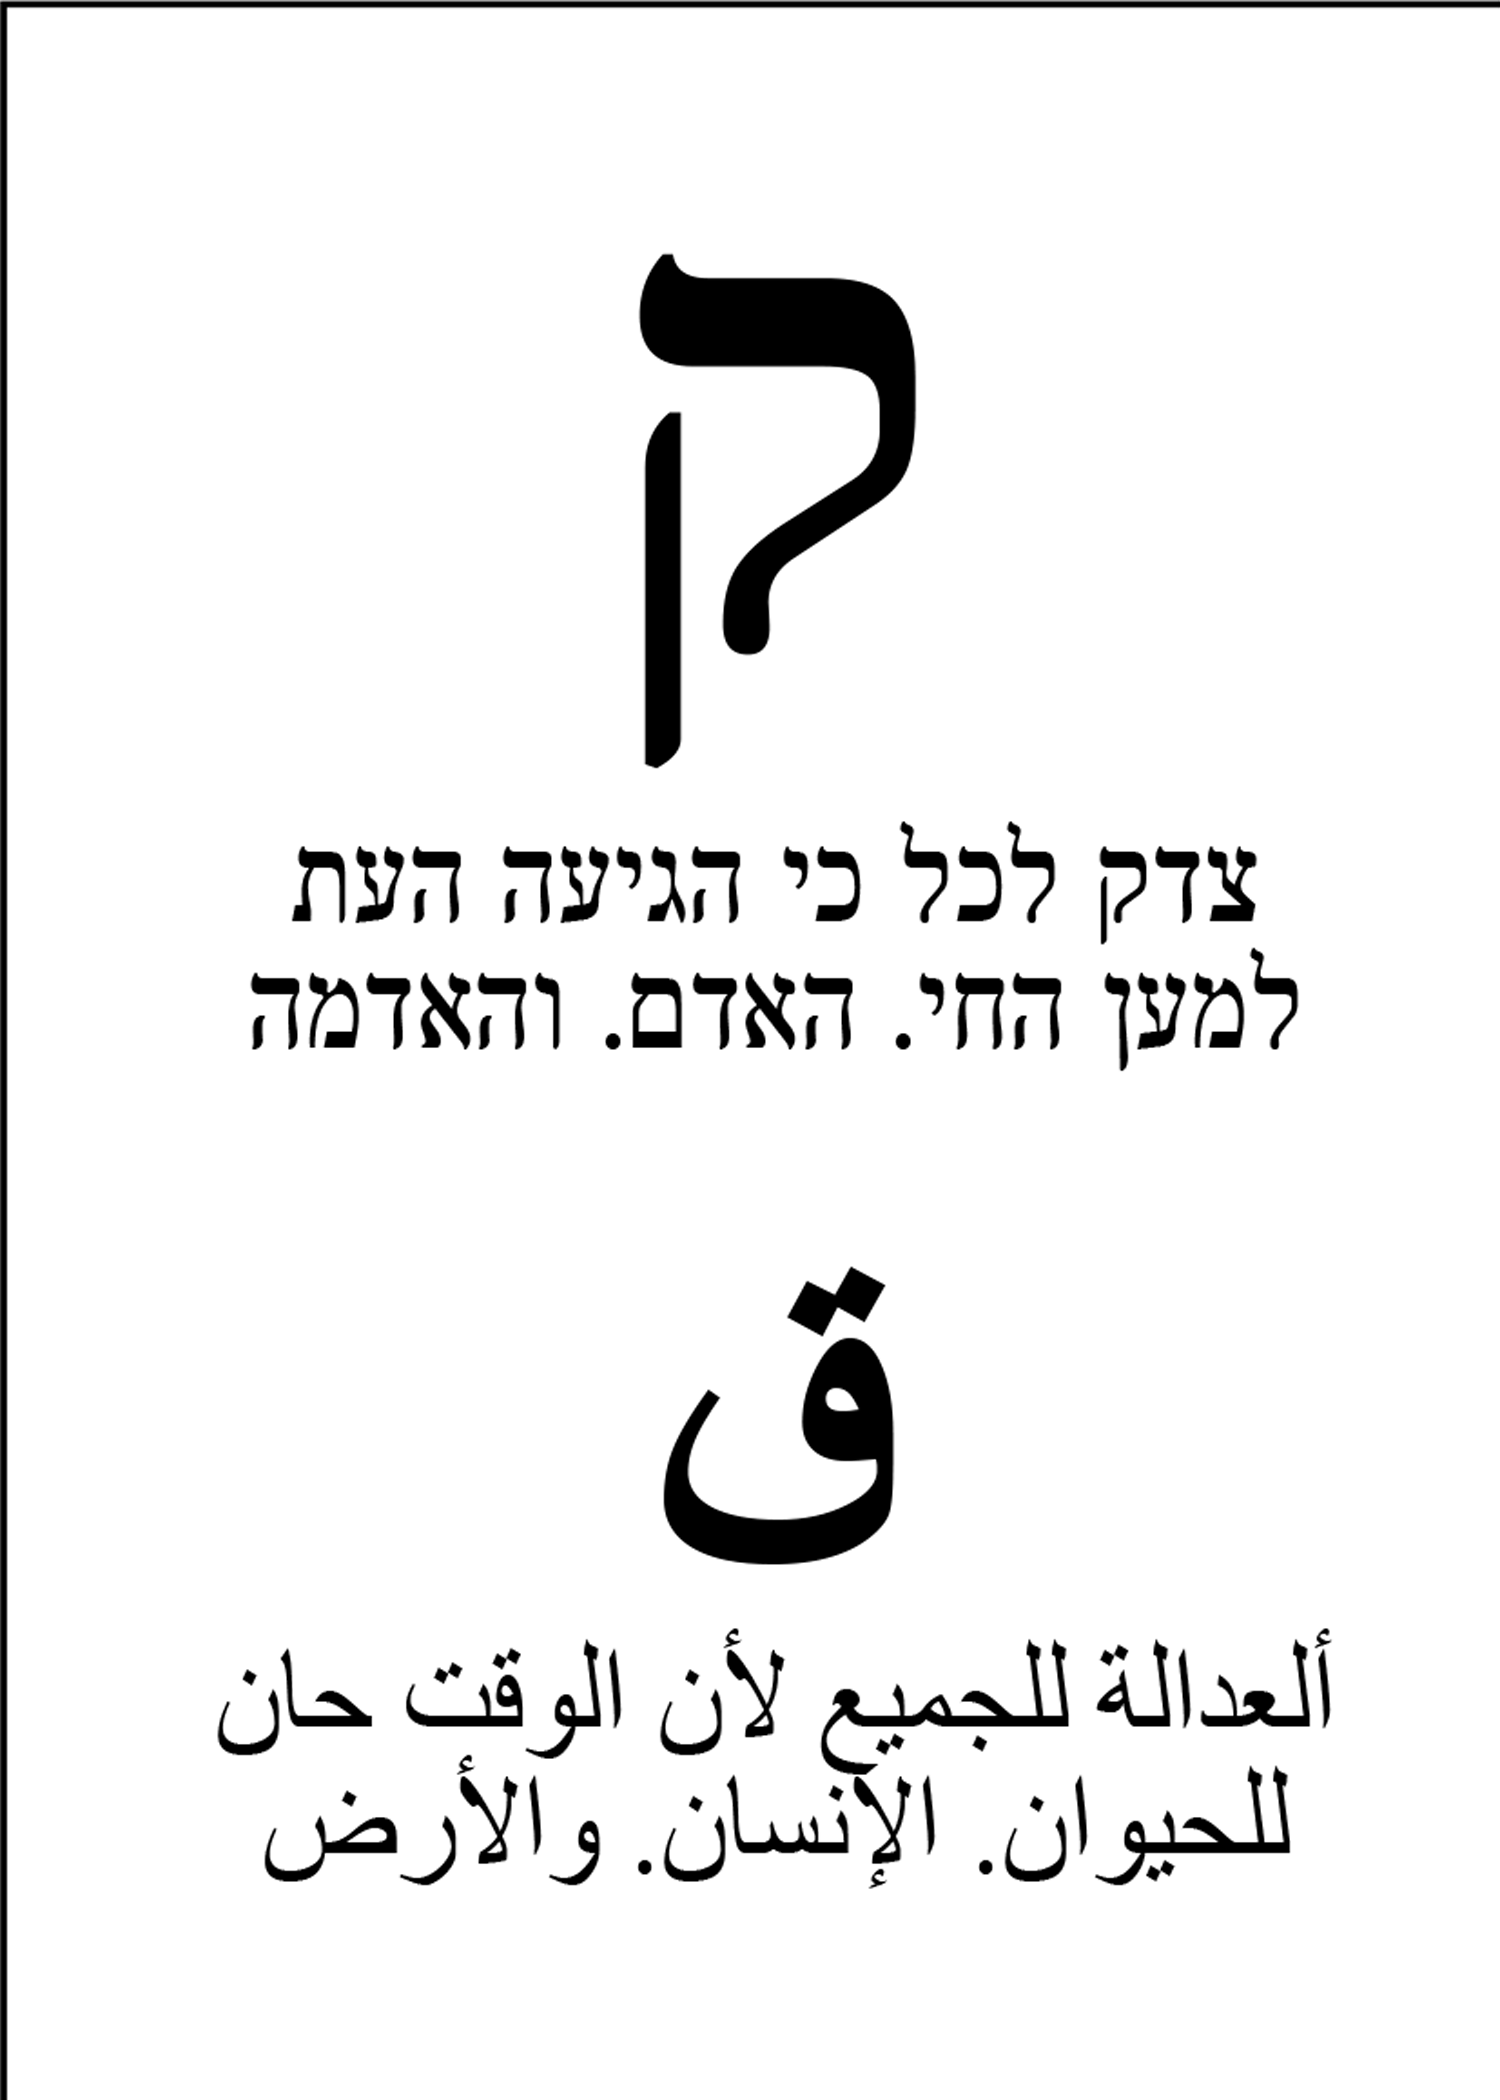 ק
צדק לכל כי הגיעה העת
למען החי. האדם. והאדמה
ق
ألعدالة للجميع لأن الوقت حان
للحيوان. الإنسان. والأرض